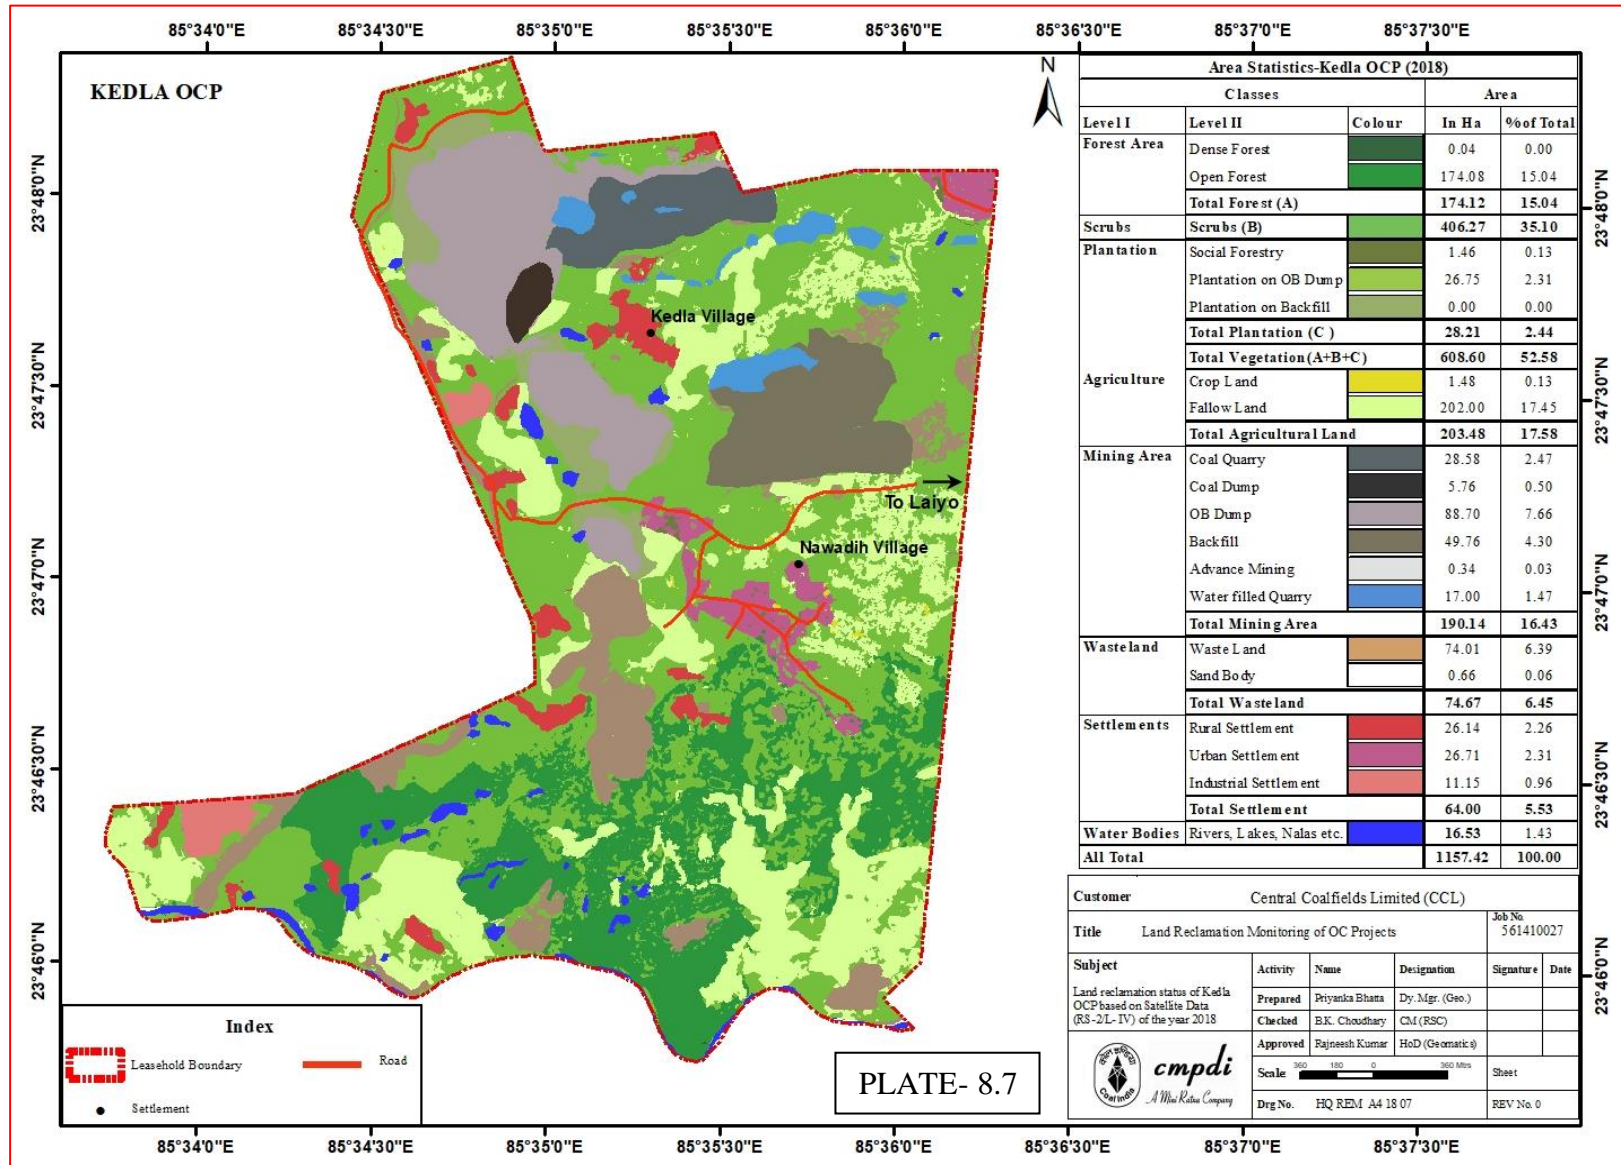 85°34'0"E 85°34'30"E 85°35'0"E 85°35'30"E 85°36'0"E 85°36'30"E 85°37'0"E 85°37'30"E
KEDLA OCP
N
23°48'0"N
23°47'30"N
23°47'0"N
23°46'30"N
23°46'0"N
Kedla Village
To Laiyo
Nawadih Village
Area Statistics-Kedla OCP (2018)
Classes Area
Level I Level II Colour In Ha %of Total
Forest Area Dense Forest 0.04 0.00
Open Forest 174.08 15.04
Total Forest (A) 174.12 15.04
Scrubs Scrubs (B) 406.27 35.10
Plantation Social Forestry 1.46 0.13
Plantation on OB Dump 26.75 2.31
Plantation on Backfill 0.00 0.00
Total Plantation (C ) 28.21 2.44
Total Vegetation (A+B+C) 608.60 52.58
Agriculture Crop Land 1.48 0.13
Fallow Land 202.00 17.45
Total Agricultural Land 203.48 17.58
Mining Area Coal Quarry 28.58 2.47
Coal Dump 5.76 0.50
OB Dump 88.70 7.66
Backfill 49.76 4.30
Advance Mining 0.34 0.03
Water filled Quarry 17.00 1.47
Total Mining Area 190.14 16.43
Wasteland Waste Land 74.01 6.39
Sand Body 0.66 0.06
Total Wasteland 74.67 6.45
Settlements Rural Settlement 26.14 2.26
Urban Settlement 26.71 2.31
Industrial Settlement 11.15 0.96
Total Settlement 64.00 5.53
Water Bodies Rivers, Lakes, Nalas etc. 16.53 1.43
All Total 1157.42 100.00
23°48'0"N
23°47'30"N
23°47'0"N
23°46'30"N
23°46'0"N
Customer Central Coalfields Limited (CCL)
Title Land Reclamation Monitoring of OC Projects
Job No.
561410027
Subject
Land reclamation status of Kedla
OCP based on Satellite Data
(RS-2/L-IV) of the year 2018
Activity Name Designation Signature Date
Prepared Priyanka Bhatta Dy. Mgr. (Geo.)
Checked B.K. Choudhary CM (RSC)
Approved Rajneesh Kumar HoD (Geomatics)
Scale 360 180 0 360 Mtrs
Sheet
Drg No. HQ REM A4 18 07
REV No. 0
Coal India
cmpdi
A Mini Ratna Company
Index
Leasehold Boundary
Road
Settlement
PLATE- 8.7
85°34'0"E 85°34'30"E 85°35'0"E 85°35'30"E 85°36'0"E 85°36'30"E 85°37'0"E 85°37'30"E